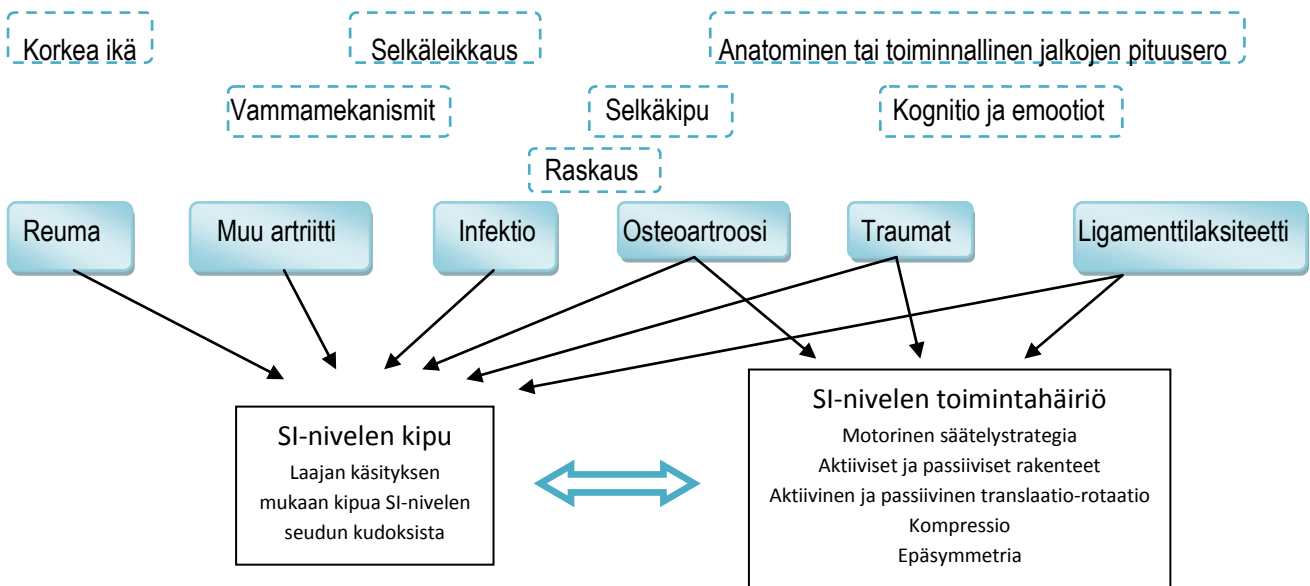 Korkea ikä
Selkäleikkaus
Anatominen tai toiminnallinen jalkojen pituusero
Vammamekanismit
Selkäkipu
Kognitio ja emootiot
Raskaus
Reuma
Muu artriitti
Infektio
Osteoartroosi
Traumat
Ligamenttilaksiteetti
SI-nivelen kipu
Laajan käsityksen
mukaan kipua SI-nivelen
seudun kudoksista
SI-nivelen toimintahäiriö
Motorinen säätelystrategia
Aktiiviset ja passiiviset rakenteet
Aktiivinen ja passiivinen translaatio-rotaatio
Kompressio
Epäsymmetria